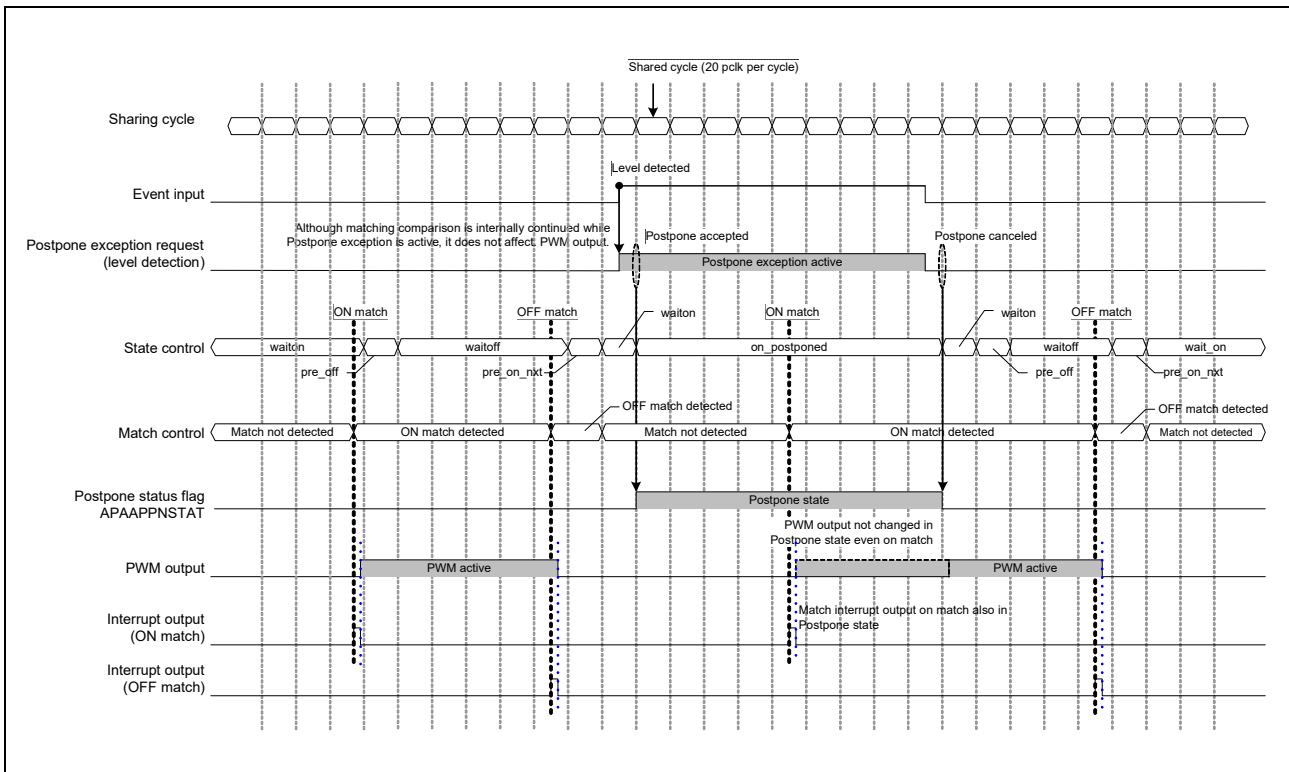 Shared cycle (20 pclk per cycle)
Sharing cycle
Level detected
Event input
Although matching comparison is internally continued while
Postpone exception is active, it does not affect PWM output.
Postpone accepted
Postpone canceled
Postpone exception request
(level detection)
Postpone exception active
ON match
OFF match
waiton
ON match
waiton
OFF match
State control
waiton
waitoff
on_postponed
waitoff
wait_on
pre_off
pre_on_nxt
pre_off
pre_on_nxt
OFF match detected
OFF match detected
Match control
Match not detected
ON match detected
Match not detected
ON match detected
Match not detected
Postpone status flag
APAAPPNSTAT
Postpone state
PWM output not changed in
Postpone state even on match
PWM output
PWM active
PWM active
Interrupt output
(ON match)
Match interrupt output on match also in
Postpone state
Interrupt output
(OFF match)